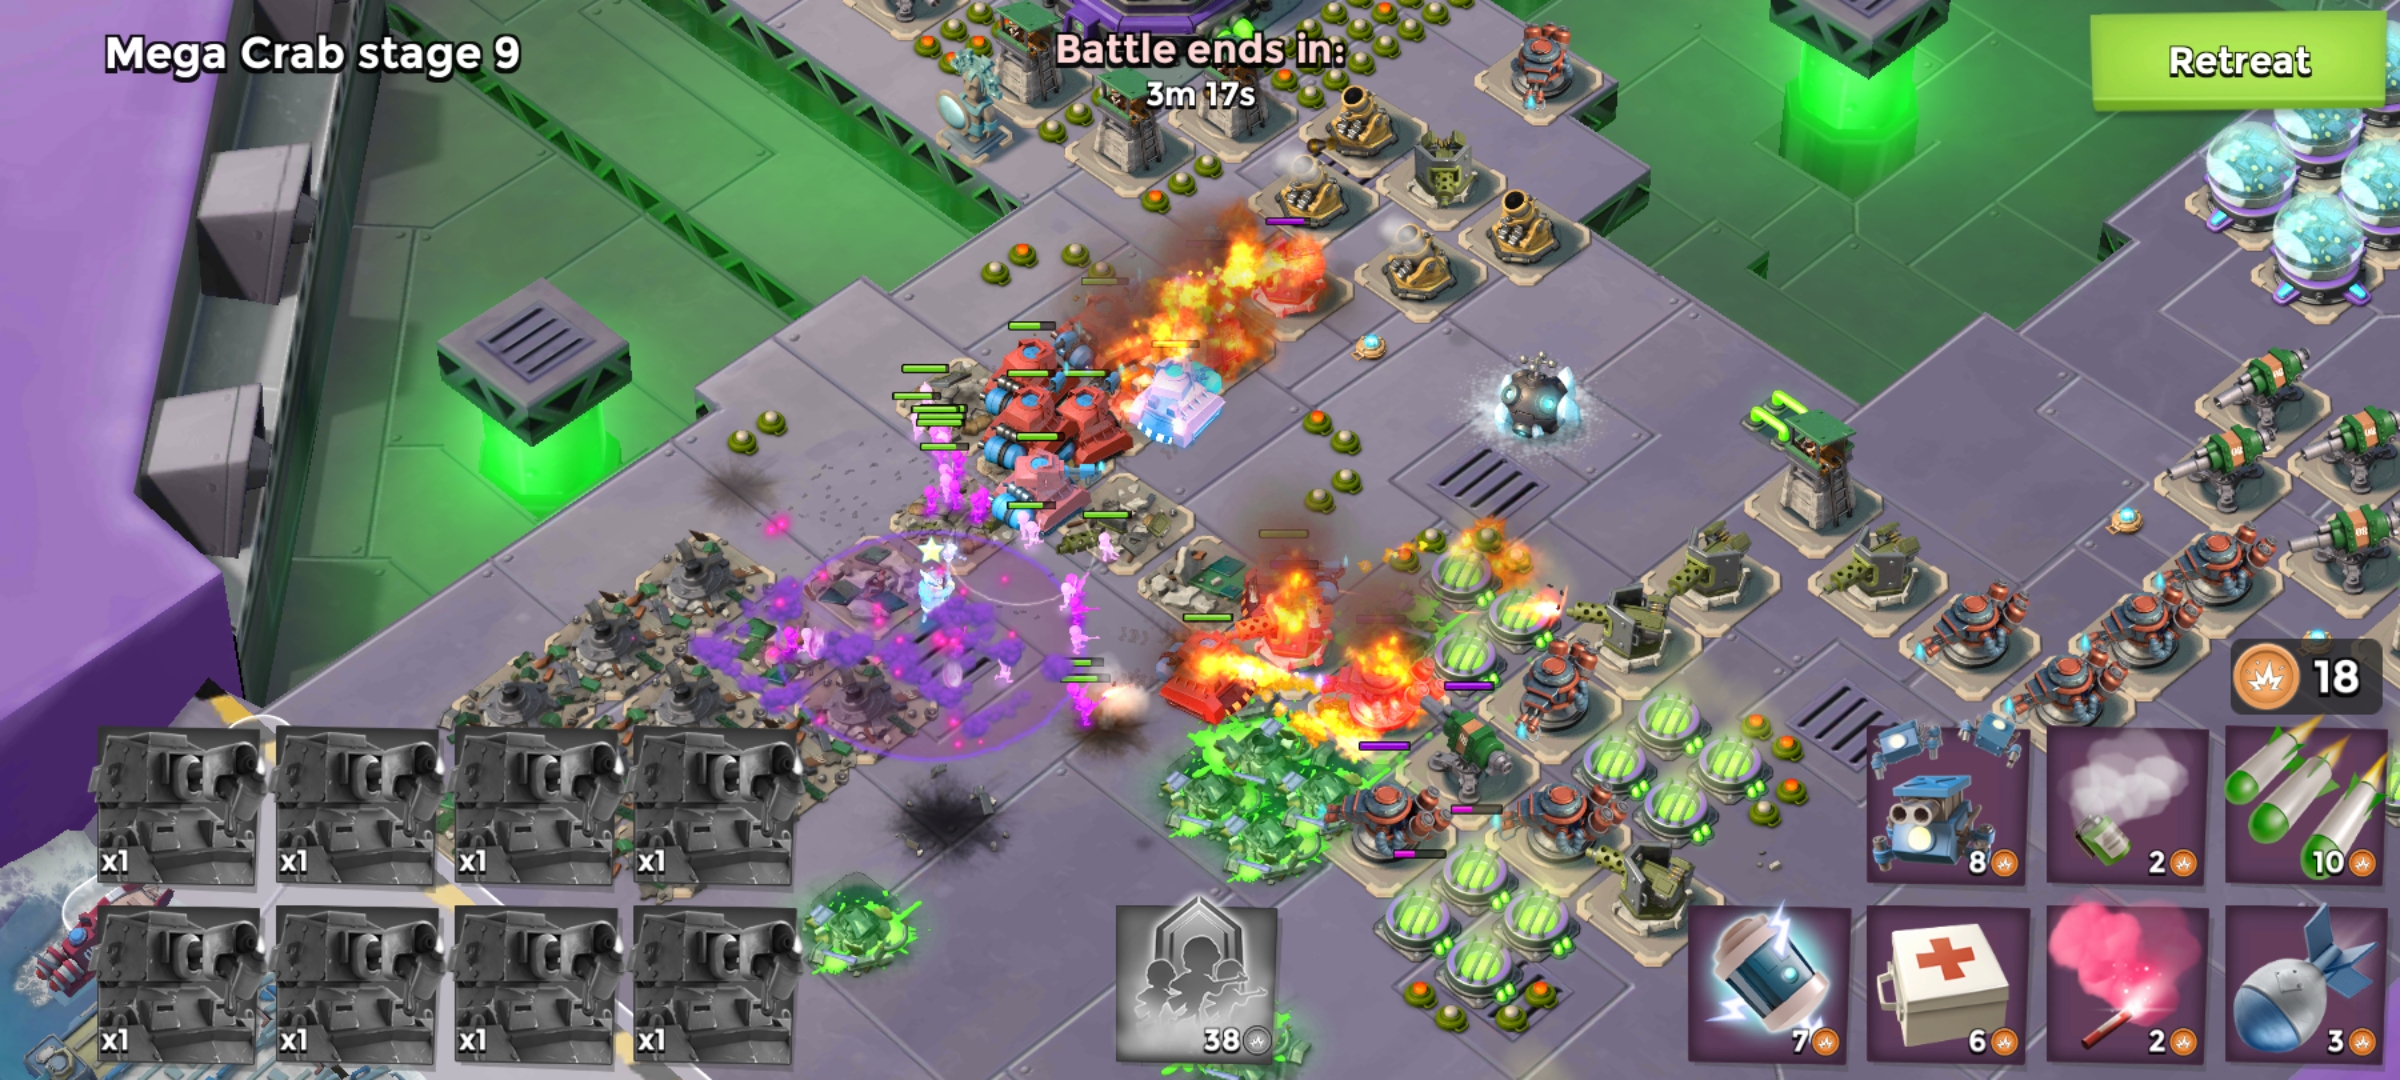 Mega Crab stage 9
Battle ends in:
3m 17s
Retreat
18
x1
x1
x1
x1
8
2
10
x1
x1
x1
x1
38
7
6
2
3